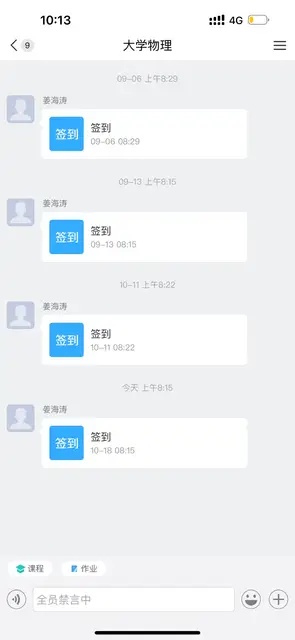 10:13
4G
9
大学物理
09-06 上午8:29
姜海涛
签到
签到
09-06 08:29
09-13 上午8:15
姜海涛
签到
签到
09-13 08:15
10-11 上午8:22
姜海涛
签到
签到
10-11 08:22
今天 上午8:15
姜海涛
签到
签到
10-18 08:15
课程
作业
全员禁言中